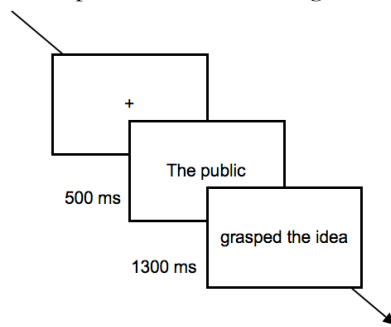 +
The public
500 ms
grasped the idea
1300 ms